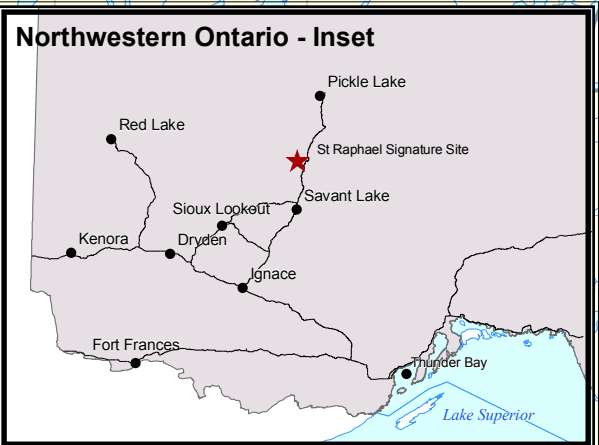 Northwestern Ontario - Inset
Pickle Lake
Red Lake
St Raphael Signature Site
Savant Lake
Sioux Lookout
Kenora
Dryden
Ignace
Fort Frances
Thunder Bay
Lake Superior